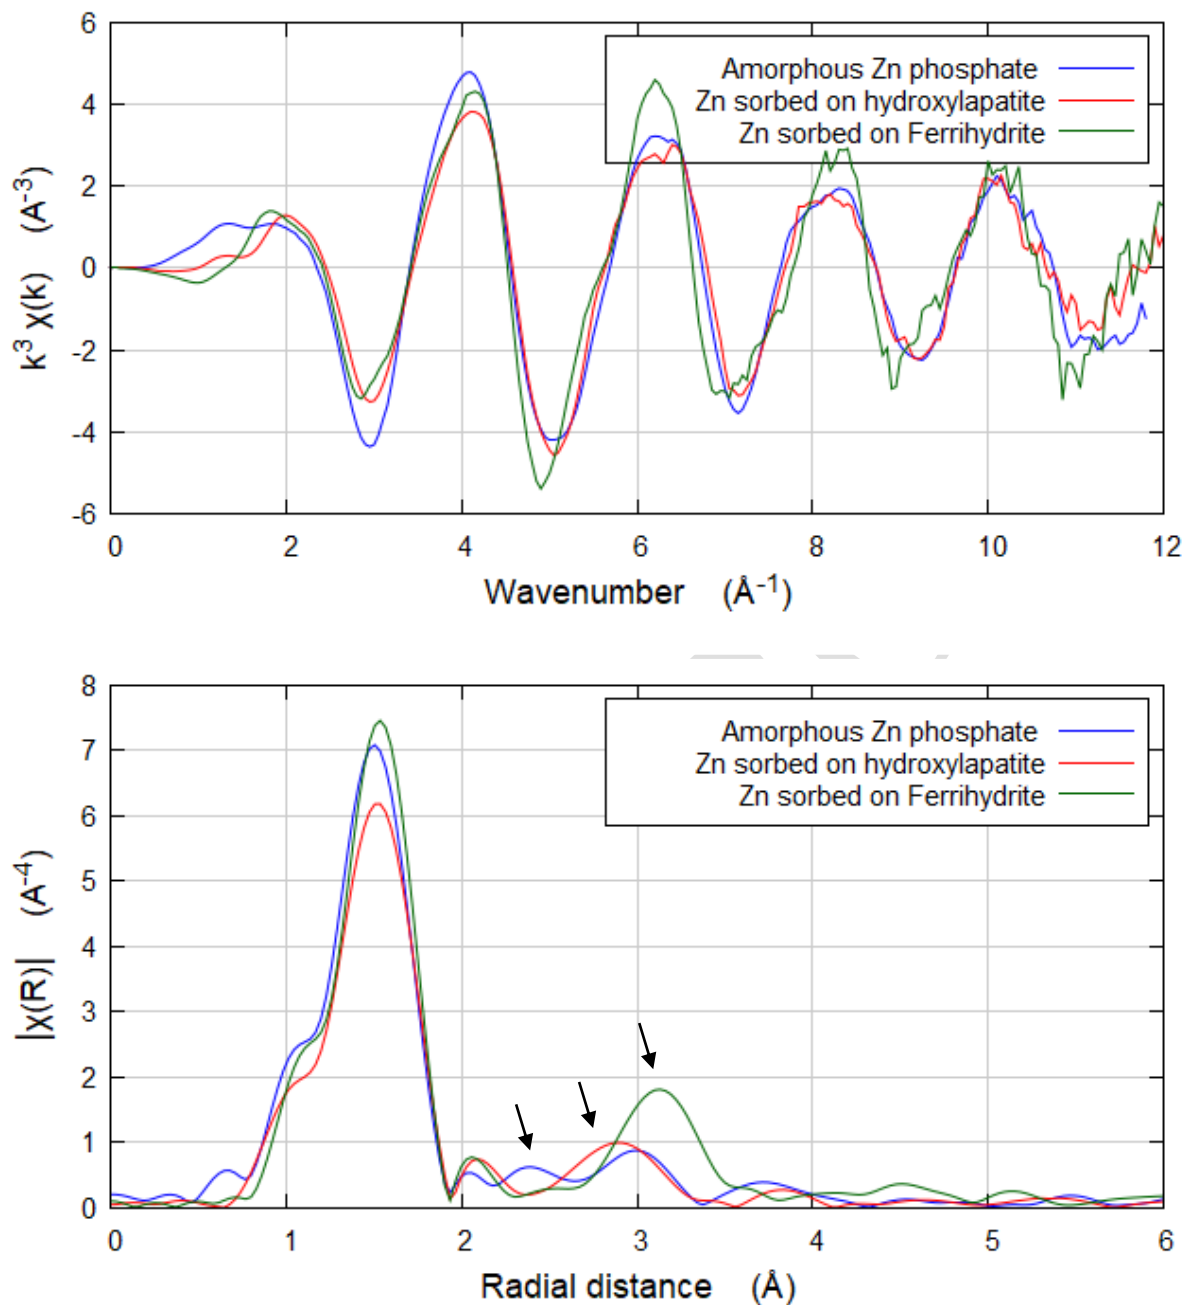 6
4
2
0
-2
-4
-6
k³ χ(k) (A⁻³)
Amorphous Zn phosphate
Zn sorbed on hydroxylapatite
Zn sorbed on Ferrihydrite
0 2 4 6 8 10 12
Wavenumber (Å⁻¹)
8
7
6
5
4
3
2
1
0
|χ(R)| (A⁻⁴)
Amorphous Zn phosphate
Zn sorbed on hydroxylapatite
Zn sorbed on Ferrihydrite
0 1 2 3 4 5 6
Radial distance (Å)